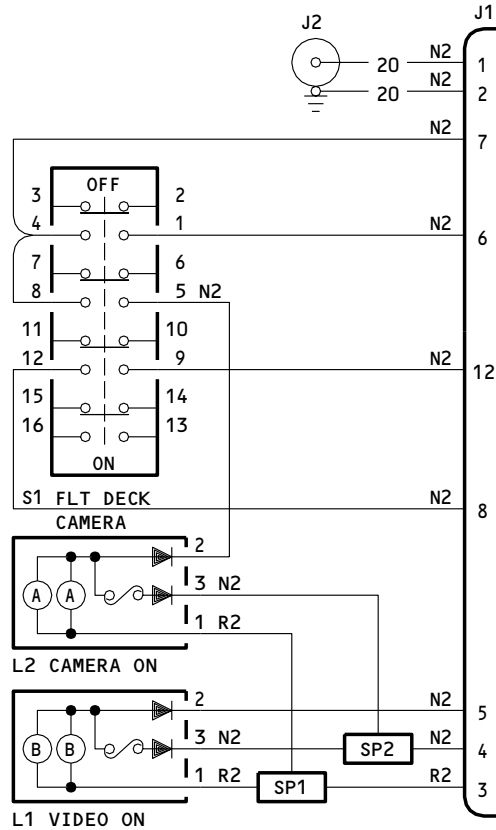 J1
J2
20 N2 1
N2
20 2
N2 7
OFF
3 2
4 1 N2 6
7 6
8 5 N2
11 10
12 9 N2 12
15 14
16 13
ON
S1 FLT DECK N2 8
CAMERA
2
A A 3 N2
1 R2
L2 CAMERA ON
2 N2 5
B B 3 N2 SP2 N2 4
1 R2 SP1 R2 3
L1 VIDEO ON